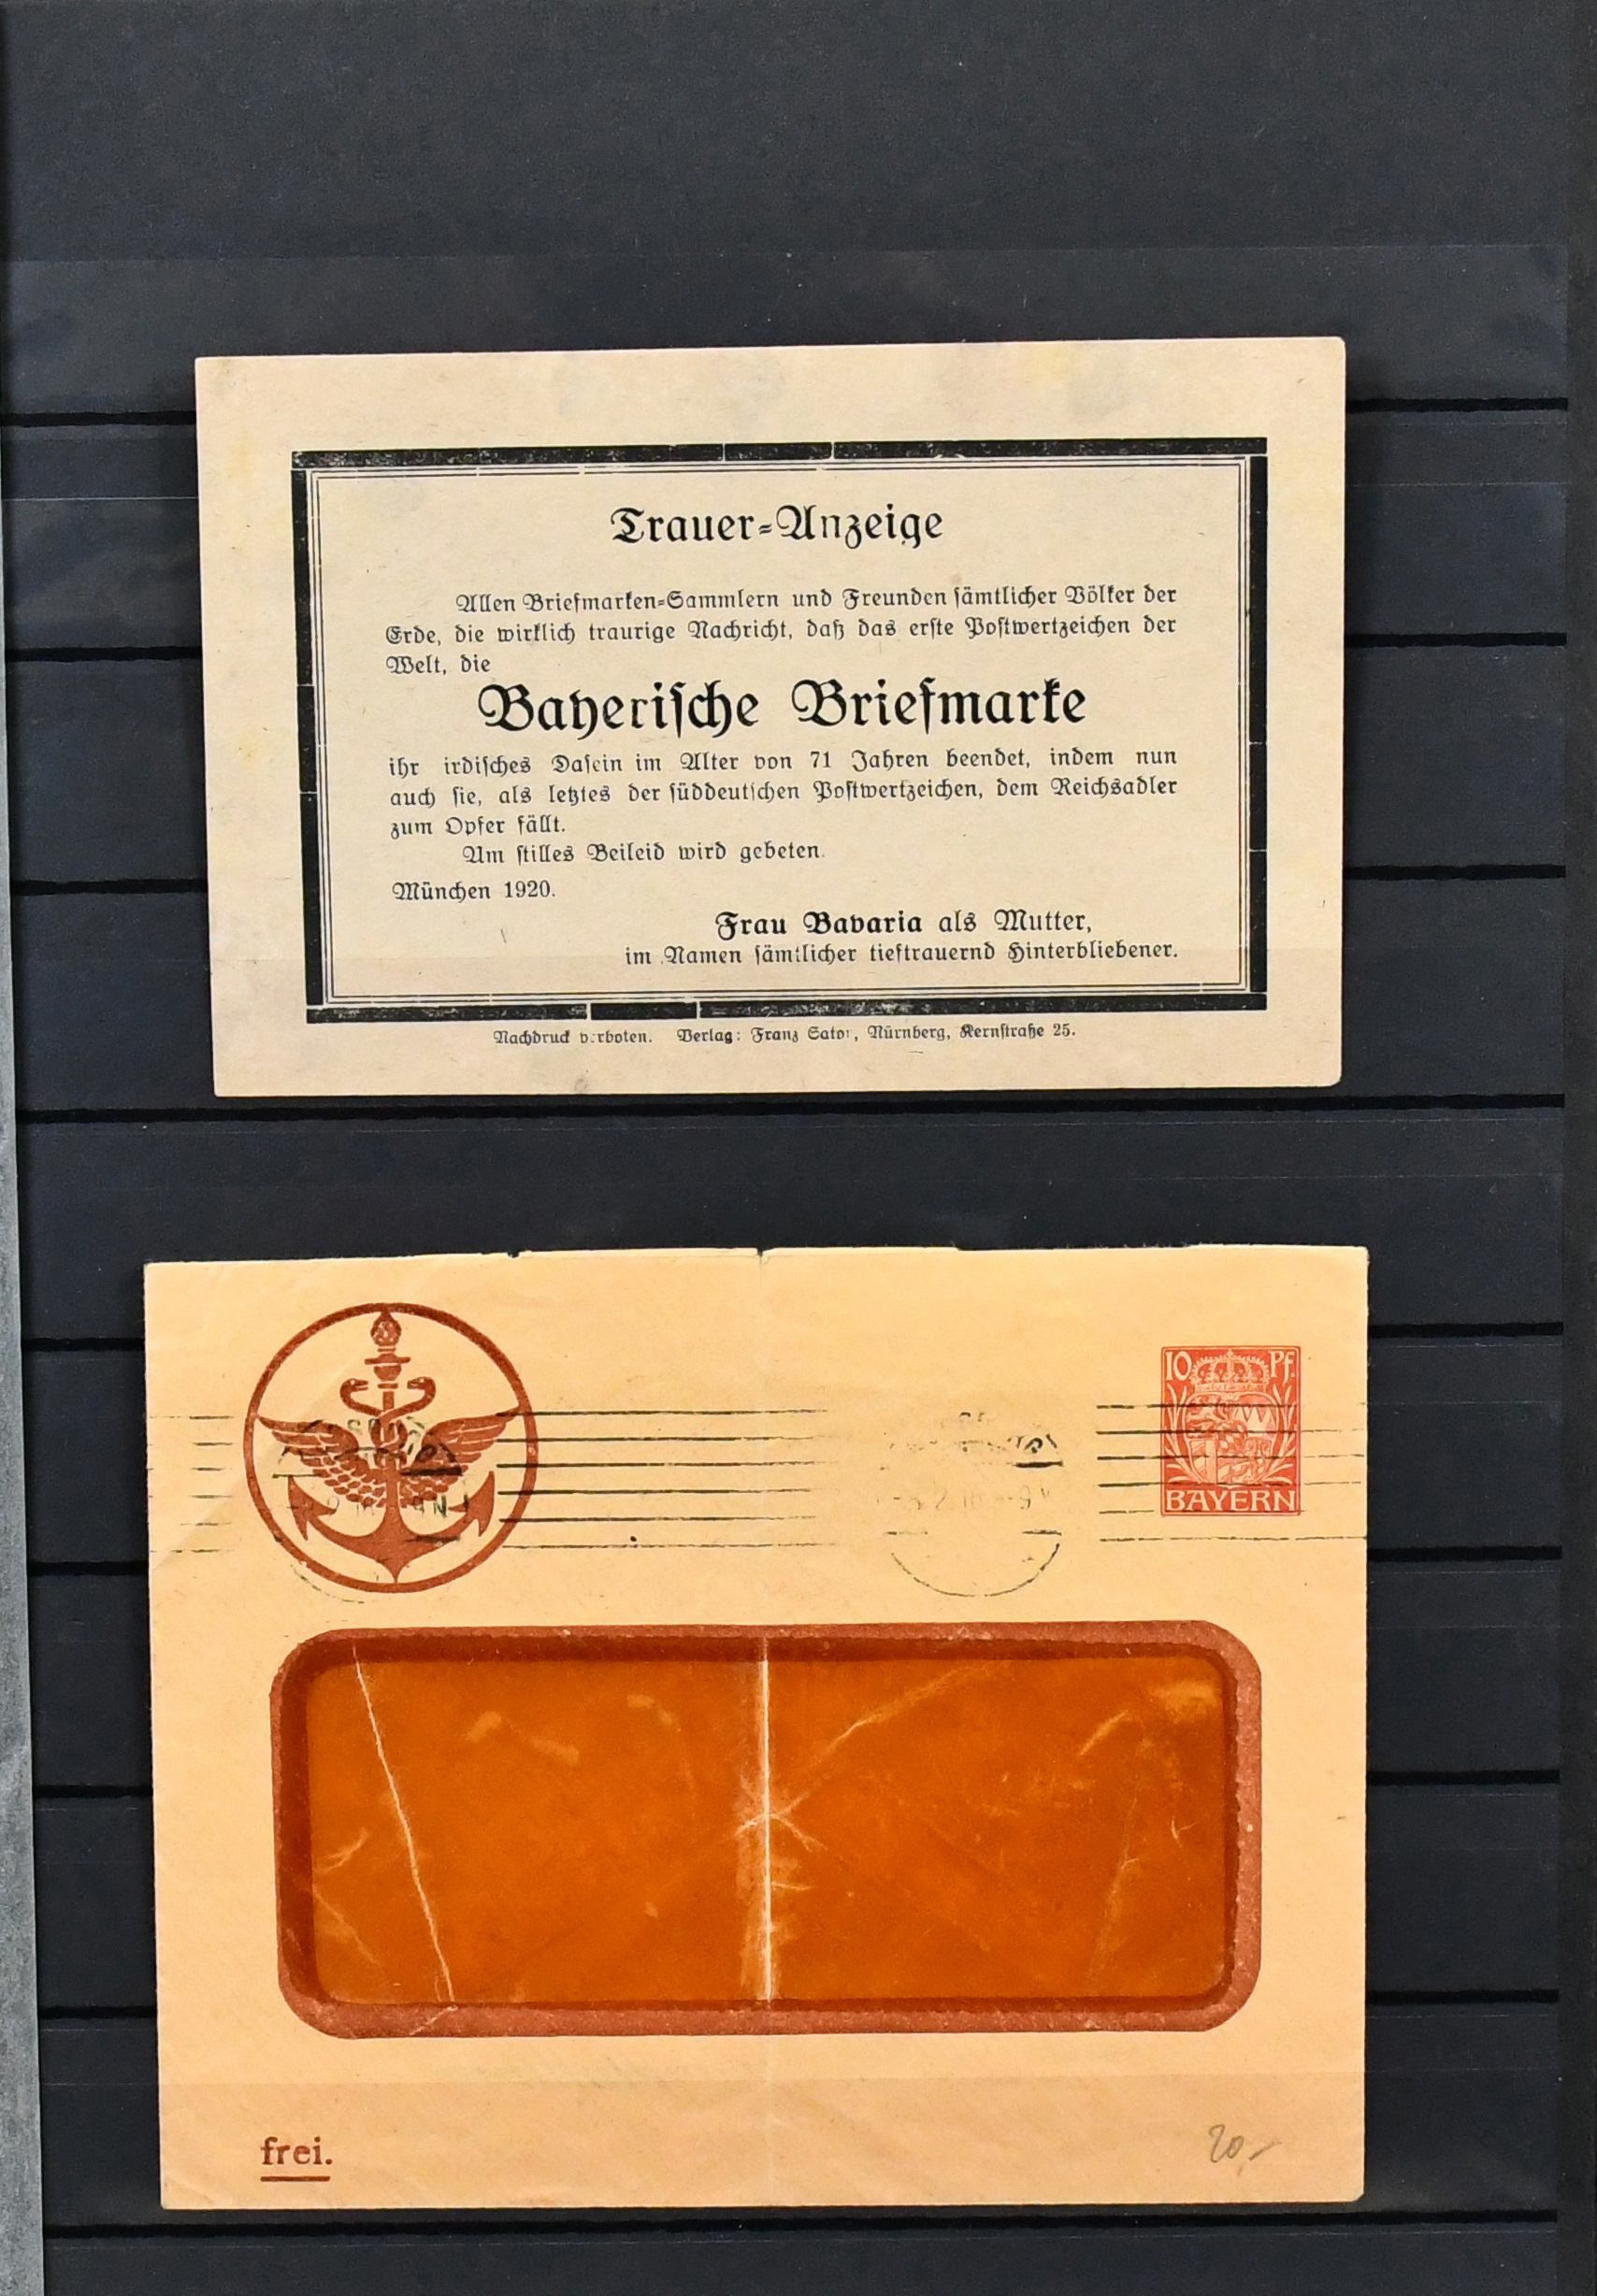 Trauer-Anzeige
Allen Briefmarken-Sammlern und Freunden sämtlicher Völker der
Erde, die wirklich traurige Nachricht, daß das erste Postwertzeichen der
Welt, die
Bayerische Briefmarke
ihr irdisches Dasein im Alter von 71 Jahren beendet, indem nun
auch sie, als letztes der süddeutschen Postwertzeichen, dem Reichsadler
zum Opfer fällt.
Um stilles Beileid wird gebeten.
München 1920.
Frau Bavaria als Mutter,
im Namen sämtlicher tieftrauernd Hinterbliebener.
Nachdruck verboten. Verlag: Franz Sator, Nürnberg, Kernstraße 25.
10 Pf.
BAYERN
frei.
20,-